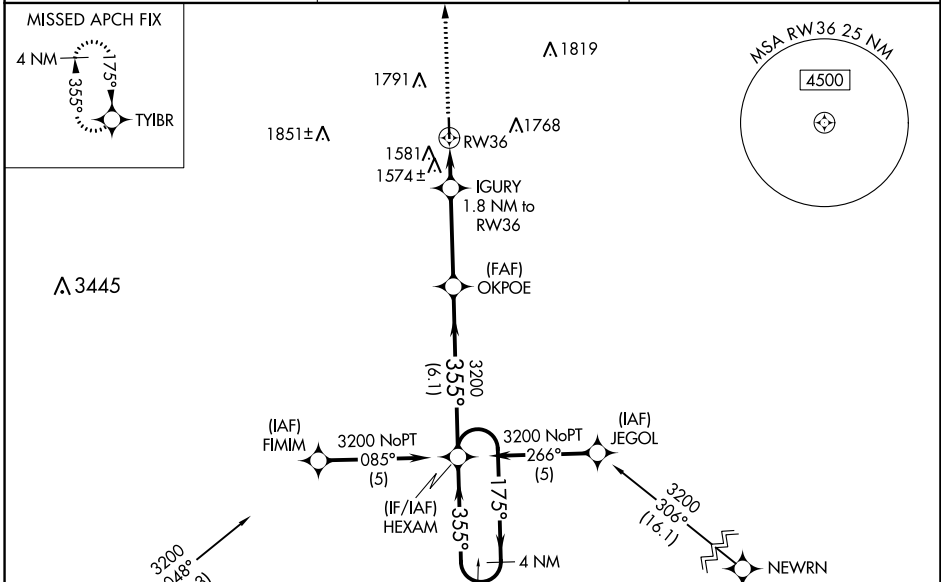 MISSED APCH FIX
4 NM
175°
355°
TYIBR
1819
1791
1851±
1768
RW36
1581
1574±
IGURY
1.8 NM to
RW36
MSA RW36 25 NM
4500
3445
(FAF)
OKPOE
3200
355°
(6.1)
(IAF)
FIMIM
3200 NoPT
085°
(5)
(IF/IAF)
HEXAM
355°
175°
4 NM
3200 NoPT
266°
(5)
(IAF)
JEGOL
3200
306°
(16.1)
NEWRN
3200
048°